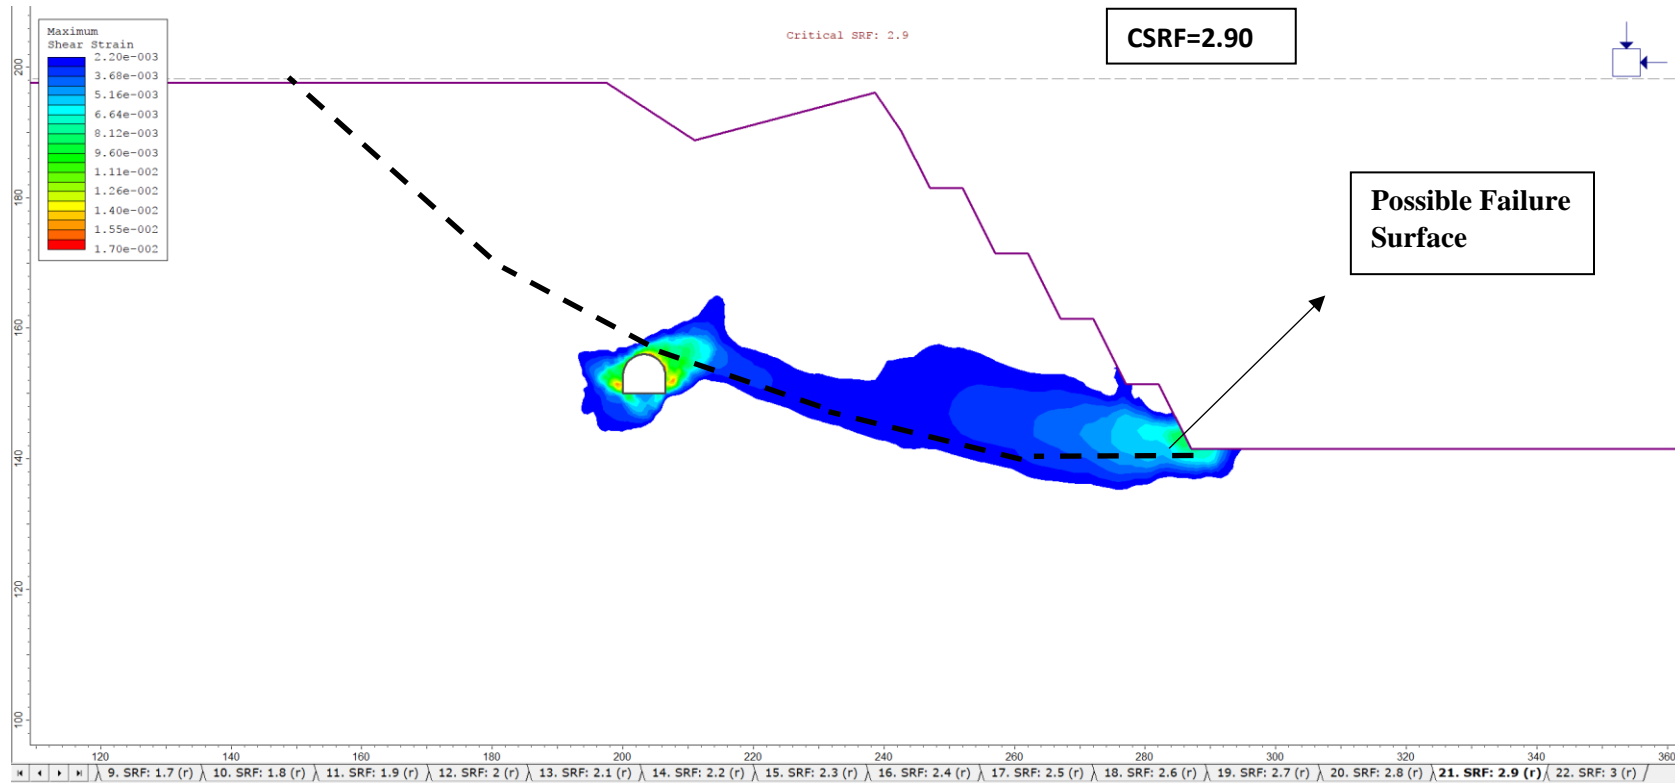 Maximum
Shear Strain
2.20e-003
3.68e-003
5.16e-003
6.64e-003
8.12e-003
9.60e-003
1.11e-002
1.26e-002
1.40e-002
1.55e-002
1.70e-002
Critical SRF: 2.9
CSRF=2.90
Possible Failure
Surface
200
180
160
140
120
100
120 140 160 180 200 220 240 260 280 300 320 340 360
9. SRF: 1.7 (r) 10. SRF: 1.8 (r) 11. SRF: 1.9 (r) 12. SRF: 2 (r) 13. SRF: 2.1 (r) 14. SRF: 2.2 (r) 15. SRF: 2.3 (r) 16. SRF: 2.4 (r) 17. SRF: 2.5 (r) 18. SRF: 2.6 (r) 19. SRF: 2.7 (r) 20. SRF: 2.8 (r) 21. SRF: 2.9 (r) 22. SRF: 3 (r)